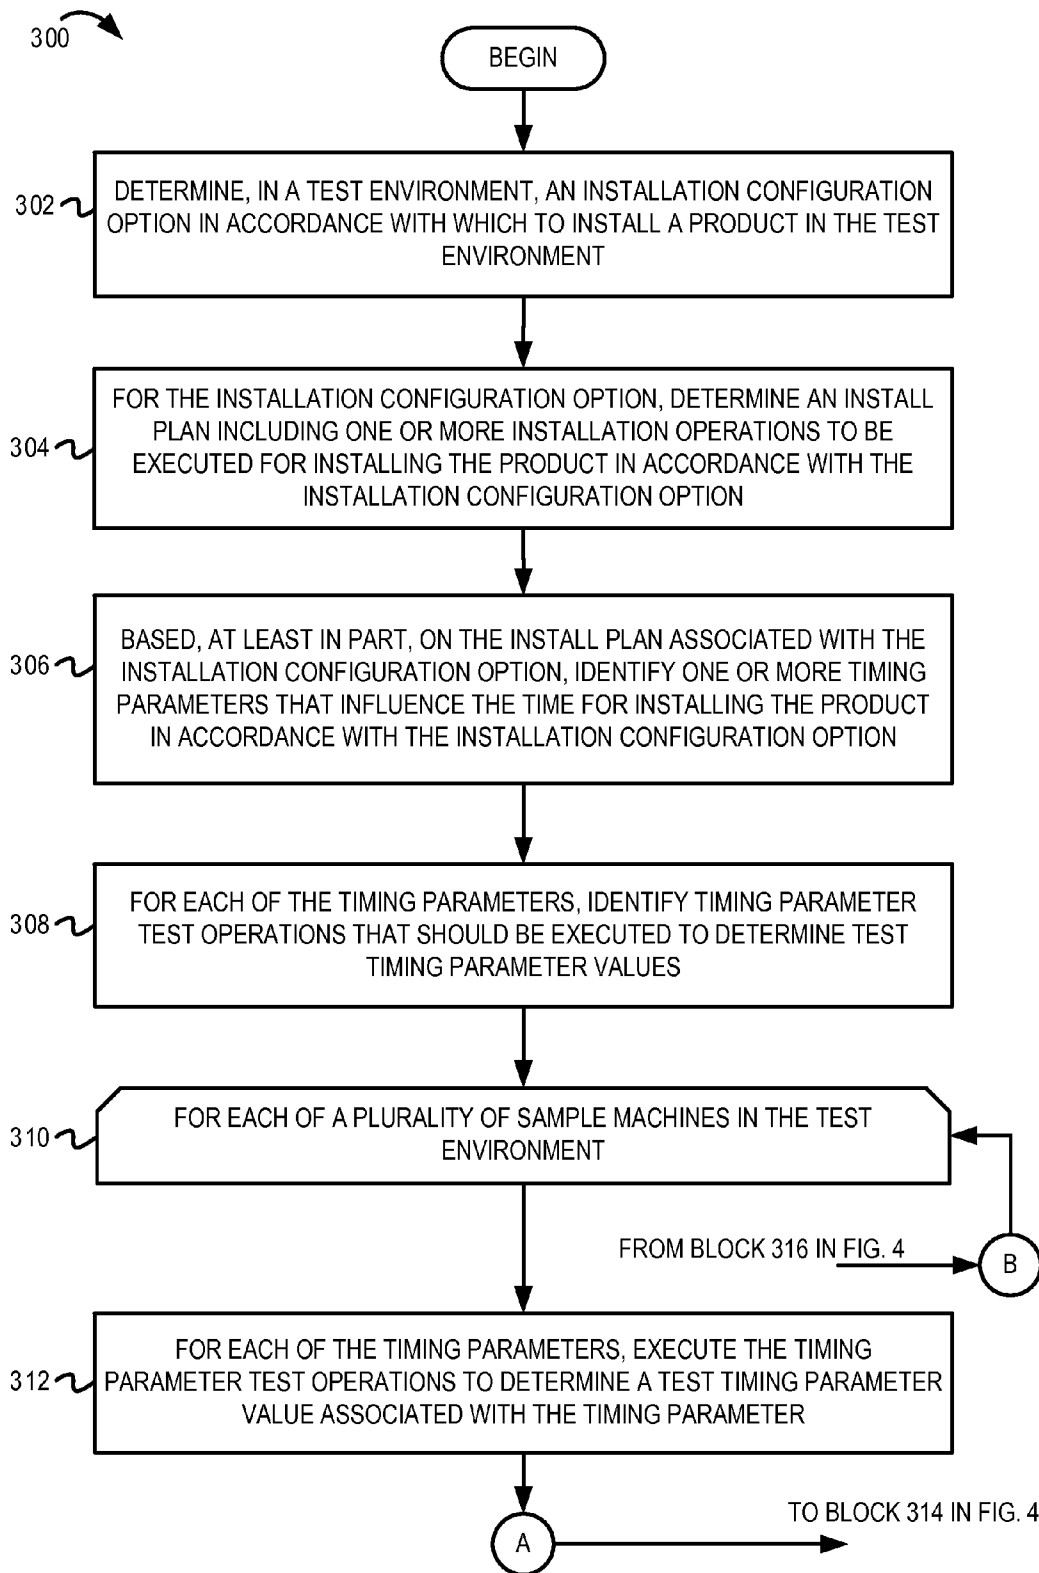 300
BEGIN
302
DETERMINE, IN A TEST ENVIRONMENT, AN INSTALLATION CONFIGURATION
OPTION IN ACCORDANCE WITH WHICH TO INSTALL A PRODUCT IN THE TEST
ENVIRONMENT
304
FOR THE INSTALLATION CONFIGURATION OPTION, DETERMINE AN INSTALL
PLAN INCLUDING ONE OR MORE INSTALLATION OPERATIONS TO BE
EXECUTED FOR INSTALLING THE PRODUCT IN ACCORDANCE WITH THE
INSTALLATION CONFIGURATION OPTION
306
BASED, AT LEAST IN PART, ON THE INSTALL PLAN ASSOCIATED WITH THE
INSTALLATION CONFIGURATION OPTION, IDENTIFY ONE OR MORE TIMING
PARAMETERS THAT INFLUENCE THE TIME FOR INSTALLING THE PRODUCT
IN ACCORDANCE WITH THE INSTALLATION CONFIGURATION OPTION
308
FOR EACH OF THE TIMING PARAMETERS, IDENTIFY TIMING PARAMETER
TEST OPERATIONS THAT SHOULD BE EXECUTED TO DETERMINE TEST
TIMING PARAMETER VALUES
310
FOR EACH OF A PLURALITY OF SAMPLE MACHINES IN THE TEST
ENVIRONMENT
FROM BLOCK 316 IN FIG. 4
B
312
FOR EACH OF THE TIMING PARAMETERS, EXECUTE THE TIMING
PARAMETER TEST OPERATIONS TO DETERMINE A TEST TIMING PARAMETER
VALUE ASSOCIATED WITH THE TIMING PARAMETER
TO BLOCK 314 IN FIG. 4
A